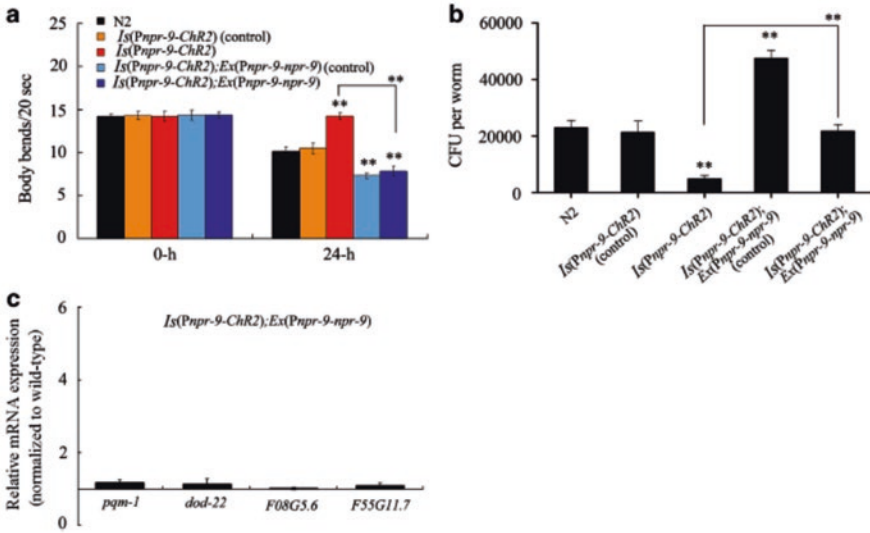 a
N2
Is(Pnpr-9-ChR2) (control)
Is(Pnpr-9-ChR2)
Is(Pnpr-9-ChR2);Ex(Pnpr-9-npr-9) (control)
Is(Pnpr-9-ChR2);Ex(Pnpr-9-npr-9)
Body bends/20 sec
25
20
15
10
5
0
**
**
**
**
0-h
24-h
b
CFU per worm
60000
40000
20000
0
**
**
**
N2
Is(Pnpr-9-ChR2)
(control)
Is(Pnpr-9-ChR2)
Is(Pnpr-9-ChR2);
Ex(Pnpr-9-npr-9)
(control)
Is(Pnpr-9-ChR2);
Ex(Pnpr-9-npr-9)
c
Relative mRNA expression
(normalized to wild-type)
6
4
2
0
Is(Pnpr-9-ChR2);Ex(Pnpr-9-npr-9)
pqm-1
dod-22
F08G5.6
F55G11.7